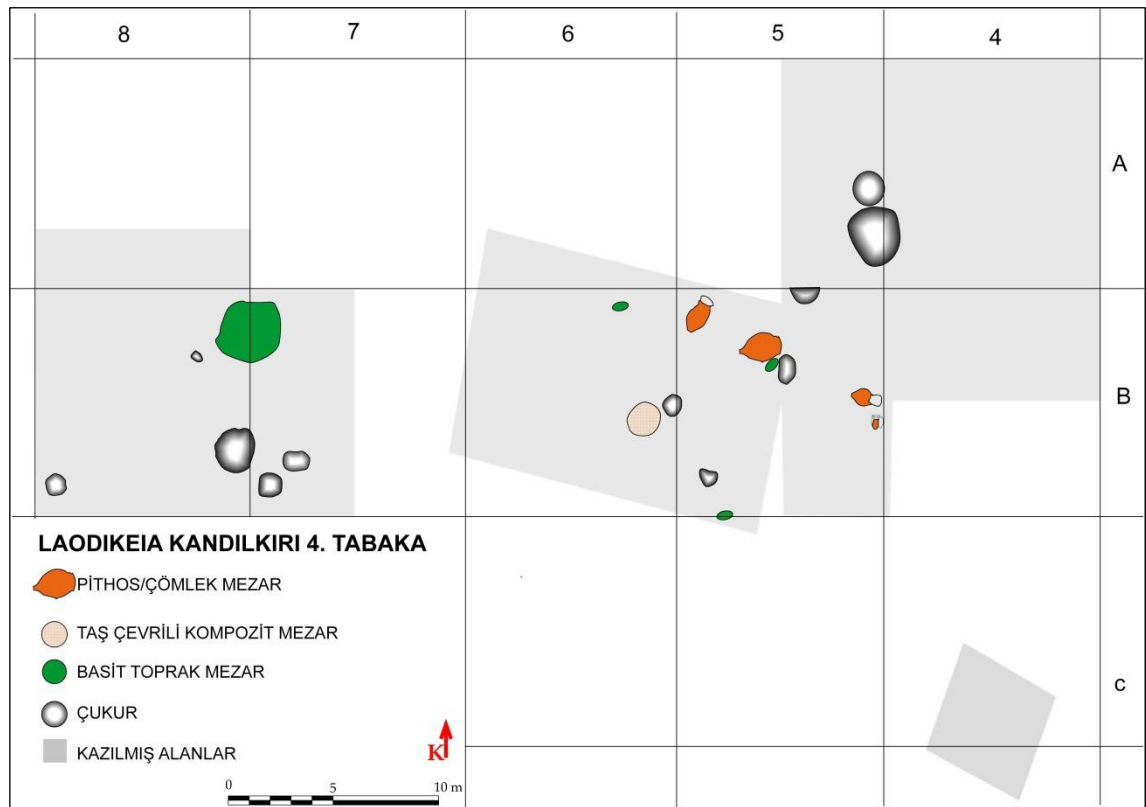 8 7 6 5 4
A
B
LAODIKEIA KANDILKIRI 4. TABAKA
PİTHOS/ÇÖMLEK MEZAR
TAŞ ÇEVRİLİ KOMPOZİT MEZAR
BASİT TOPRAK MEZAR
c
ÇUKUR
KAZILMIŞ ALANLAR
K
0 5 10 m